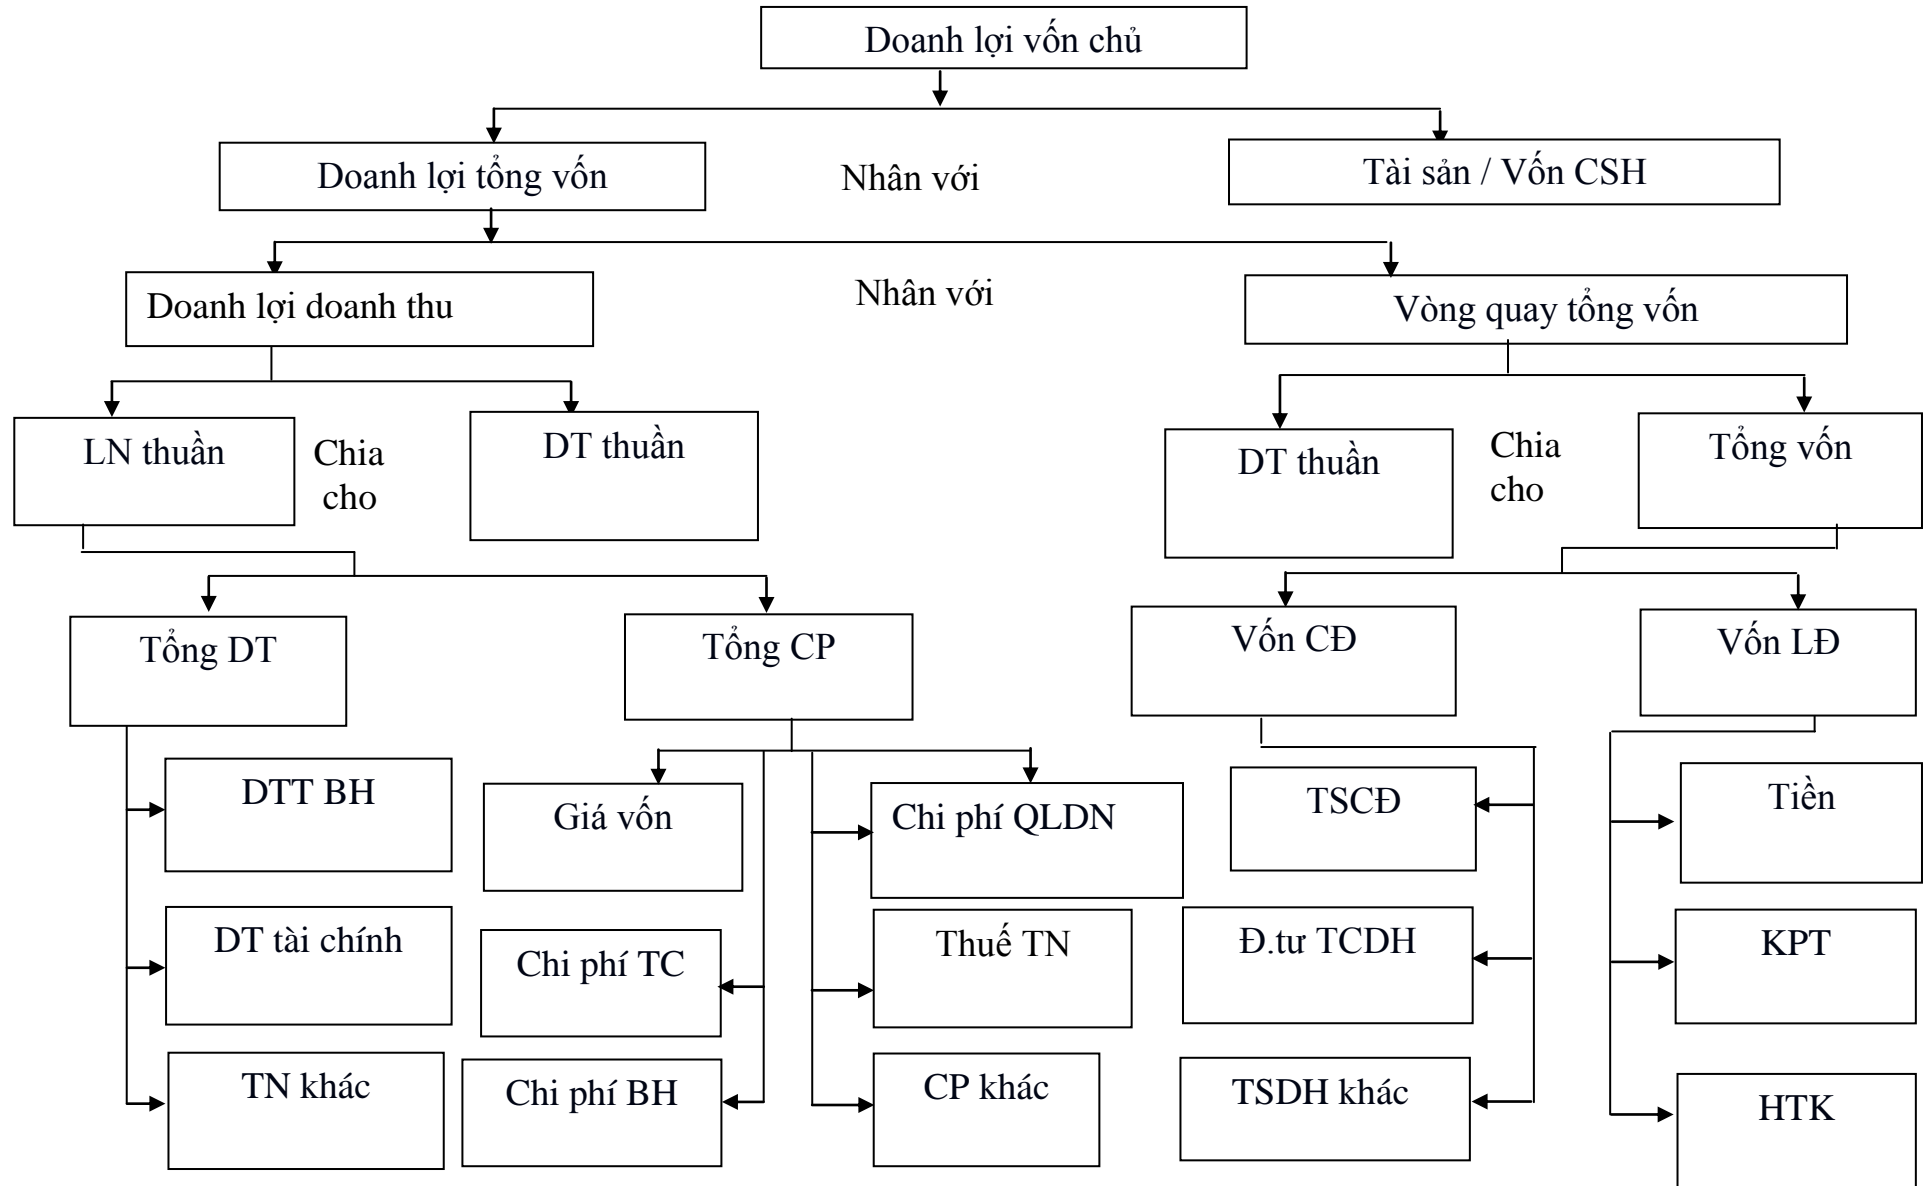 Doanh lợi vốn chủ
Doanh lợi tổng vốn
Nhân với
Tài sản / Vốn CSH
Doanh lợi doanh thu
Nhân với
Vòng quay tổng vốn
LN thuần
Chia
cho
DT thuần
DT thuần
Chia
cho
Tổng vốn
Tổng DT
Tổng CP
Vốn CĐ
Vốn LĐ
DTT BH
Giá vốn
Chi phí QLDN
TSCĐ
Tiền
DT tài chính
Chi phí TC
Thuế TN
Đ.tư TCDH
KPT
TN khác
Chi phí BH
CP khác
TSDH khác
HTK